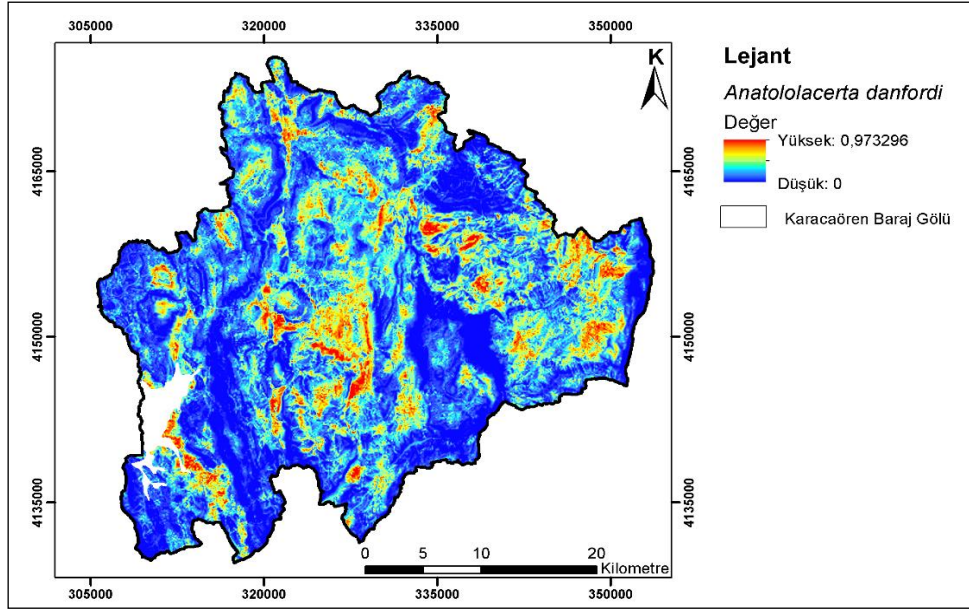 305000 320000 335000 350000
K
4165000 4165000
4150000 4150000
4135000 4135000
0 5 10 20
Kilometre
305000 320000 335000 350000
Lejant
Anatololacerta danfordi
Değer
Yüksek: 0,973296
Düşük: 0
Karacaören Baraj Gölü